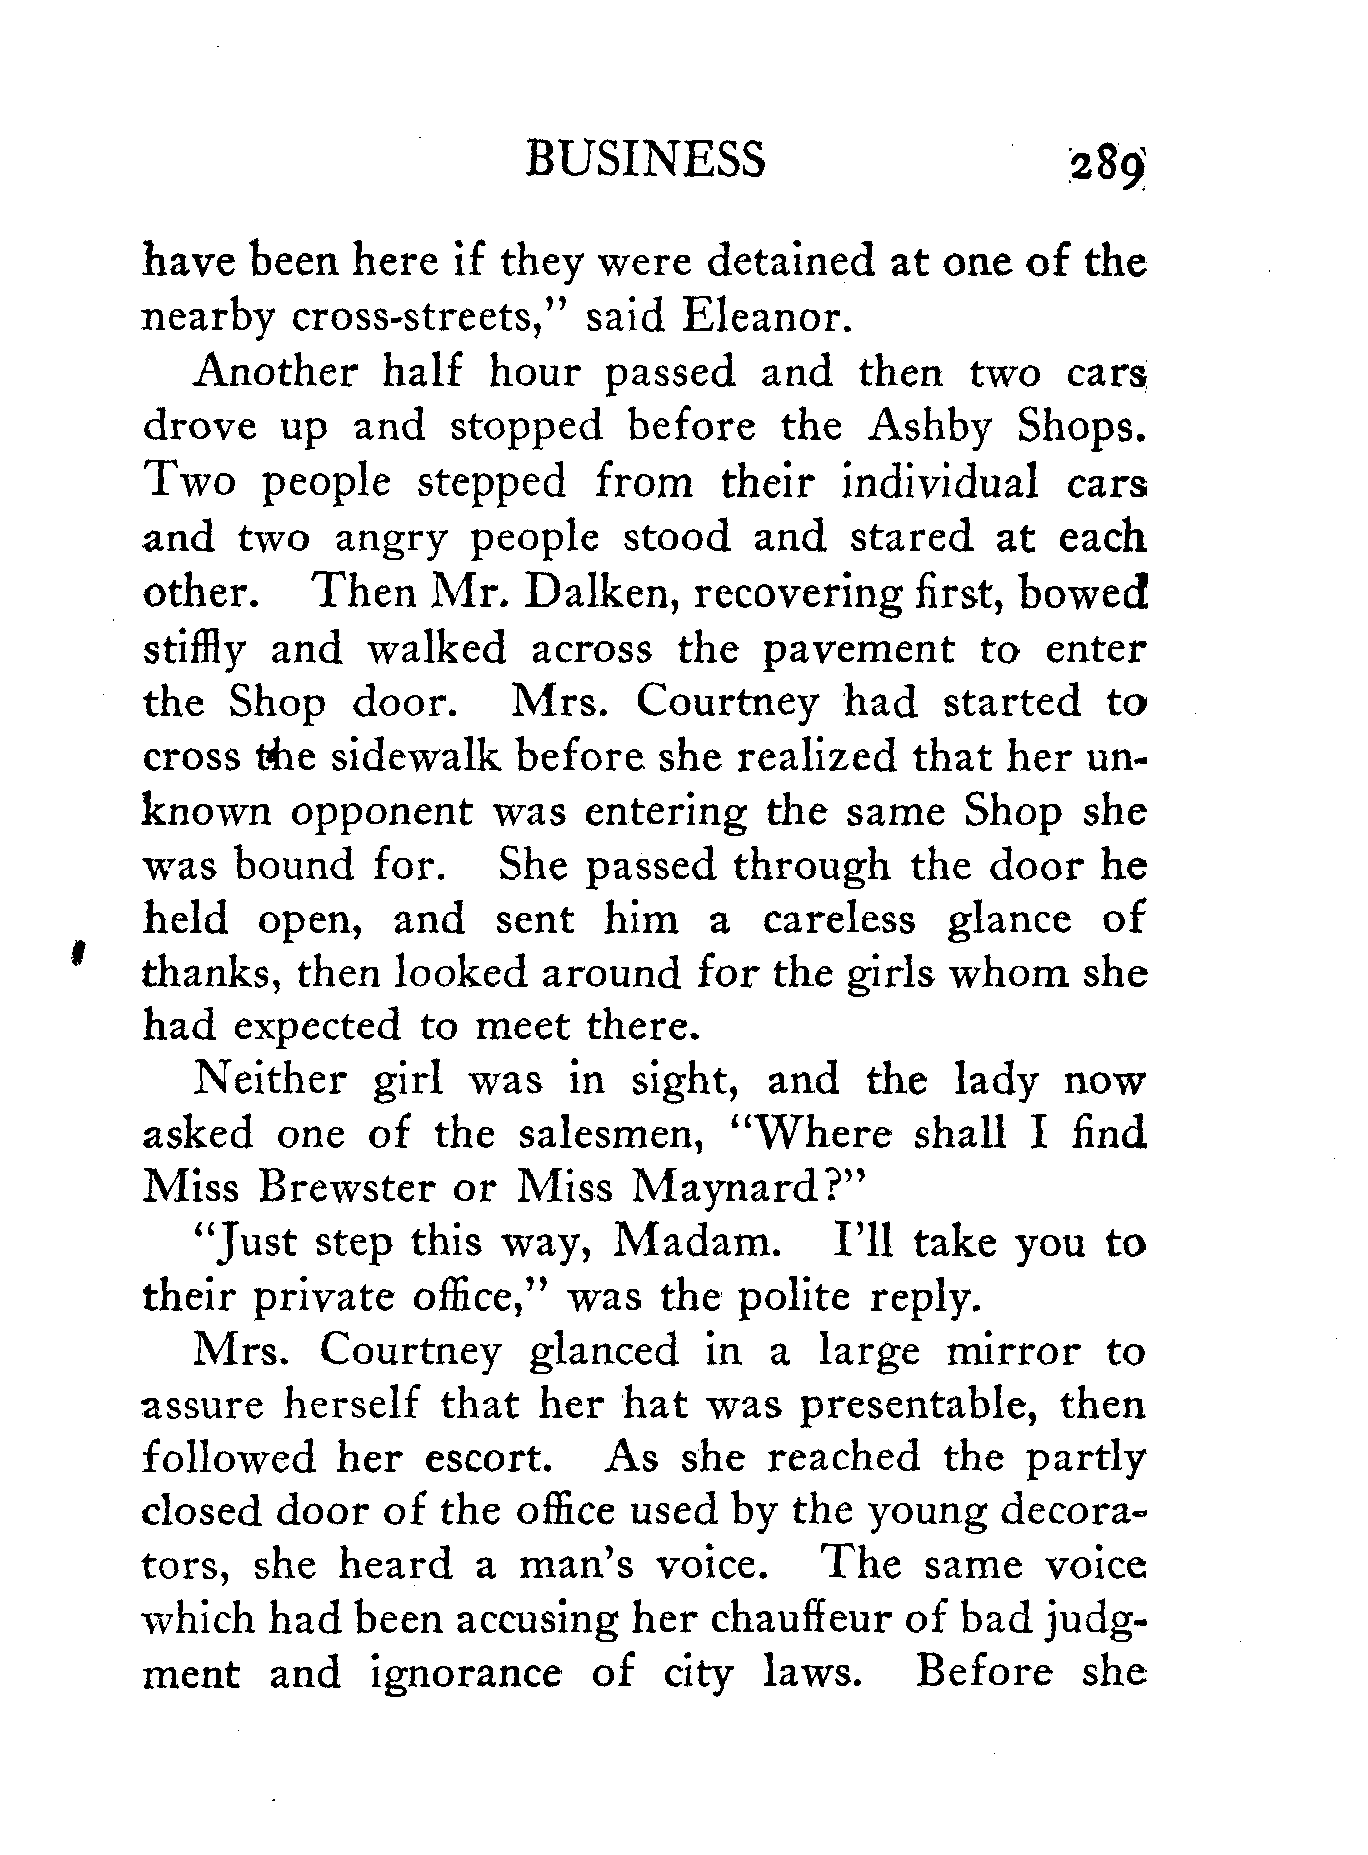 BUSINESS 289
have been here if they were detained at one of the
nearby cross-streets,” said Eleanor.
Another half hour passed and then two cars
drove up and stopped before the Ashby Shops.
Two people stepped from their individual cars
and two angry people stood and stared at each
other. Then Mr. Dalken, recovering first, bowed
stiffly and walked across the pavement to enter
the Shop door. Mrs. Courtney had started to
cross the sidewalk before she realized that her un-
known opponent was entering the same Shop she
was bound for. She passed through the door he
held open, and sent him a careless glance of
thanks, then looked around for the girls whom she
had expected to meet there.
Neither girl was in sight, and the lady now
asked one of the salesmen, “Where shall I find
Miss Brewster or Miss Maynard?”
“Just step this way, Madam. I’ll take you to
their private office,” was the polite reply.
Mrs. Courtney glanced in a large mirror to
assure herself that her hat was presentable, then
followed her escort. As she reached the partly
closed door of the office used by the young decora-
tors, she heard a man’s voice. The same voice
which had been accusing her chauffeur of bad judg-
ment and ignorance of city laws. Before she